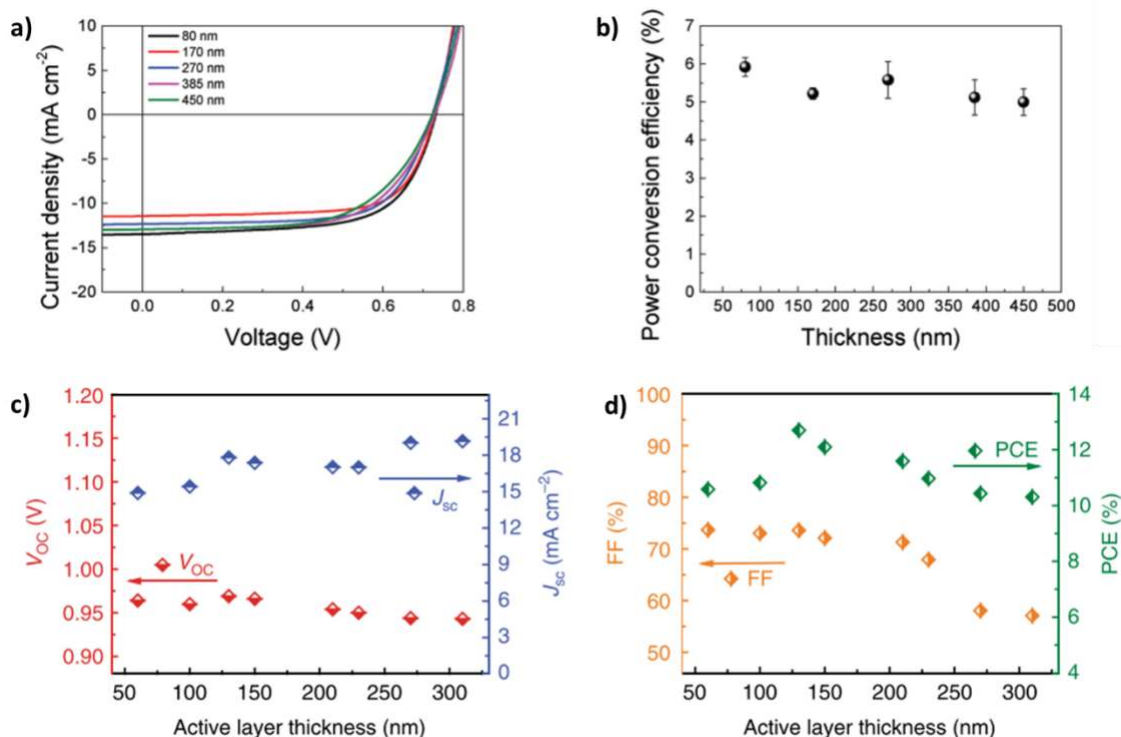 a)
Current density (mA cm⁻²)
10
5
0
-5
-10
-15
-20
80 nm
170 nm
270 nm
385 nm
450 nm
0.0 0.2 0.4 0.6 0.8
Voltage (V)
b)
Power conversion efficiency (%)
7
6
5
4
3
2
1
0
50 100 150 200 250 300 350 400 450 500
Thickness (nm)
c)
V_OC (V)
1.20
1.15
1.10
1.05
1.00
0.95
0.90
J_sc
V_OC
21
18
15
12
9
6
3
0
J_sc (mA cm⁻²)
50 100 150 200 250 300
Active layer thickness (nm)
d)
FF (%)
100
90
80
70
60
50
PCE
FF
14
12
10
8
6
4
PCE (%)
50 100 150 200 250 300
Active layer thickness (nm)